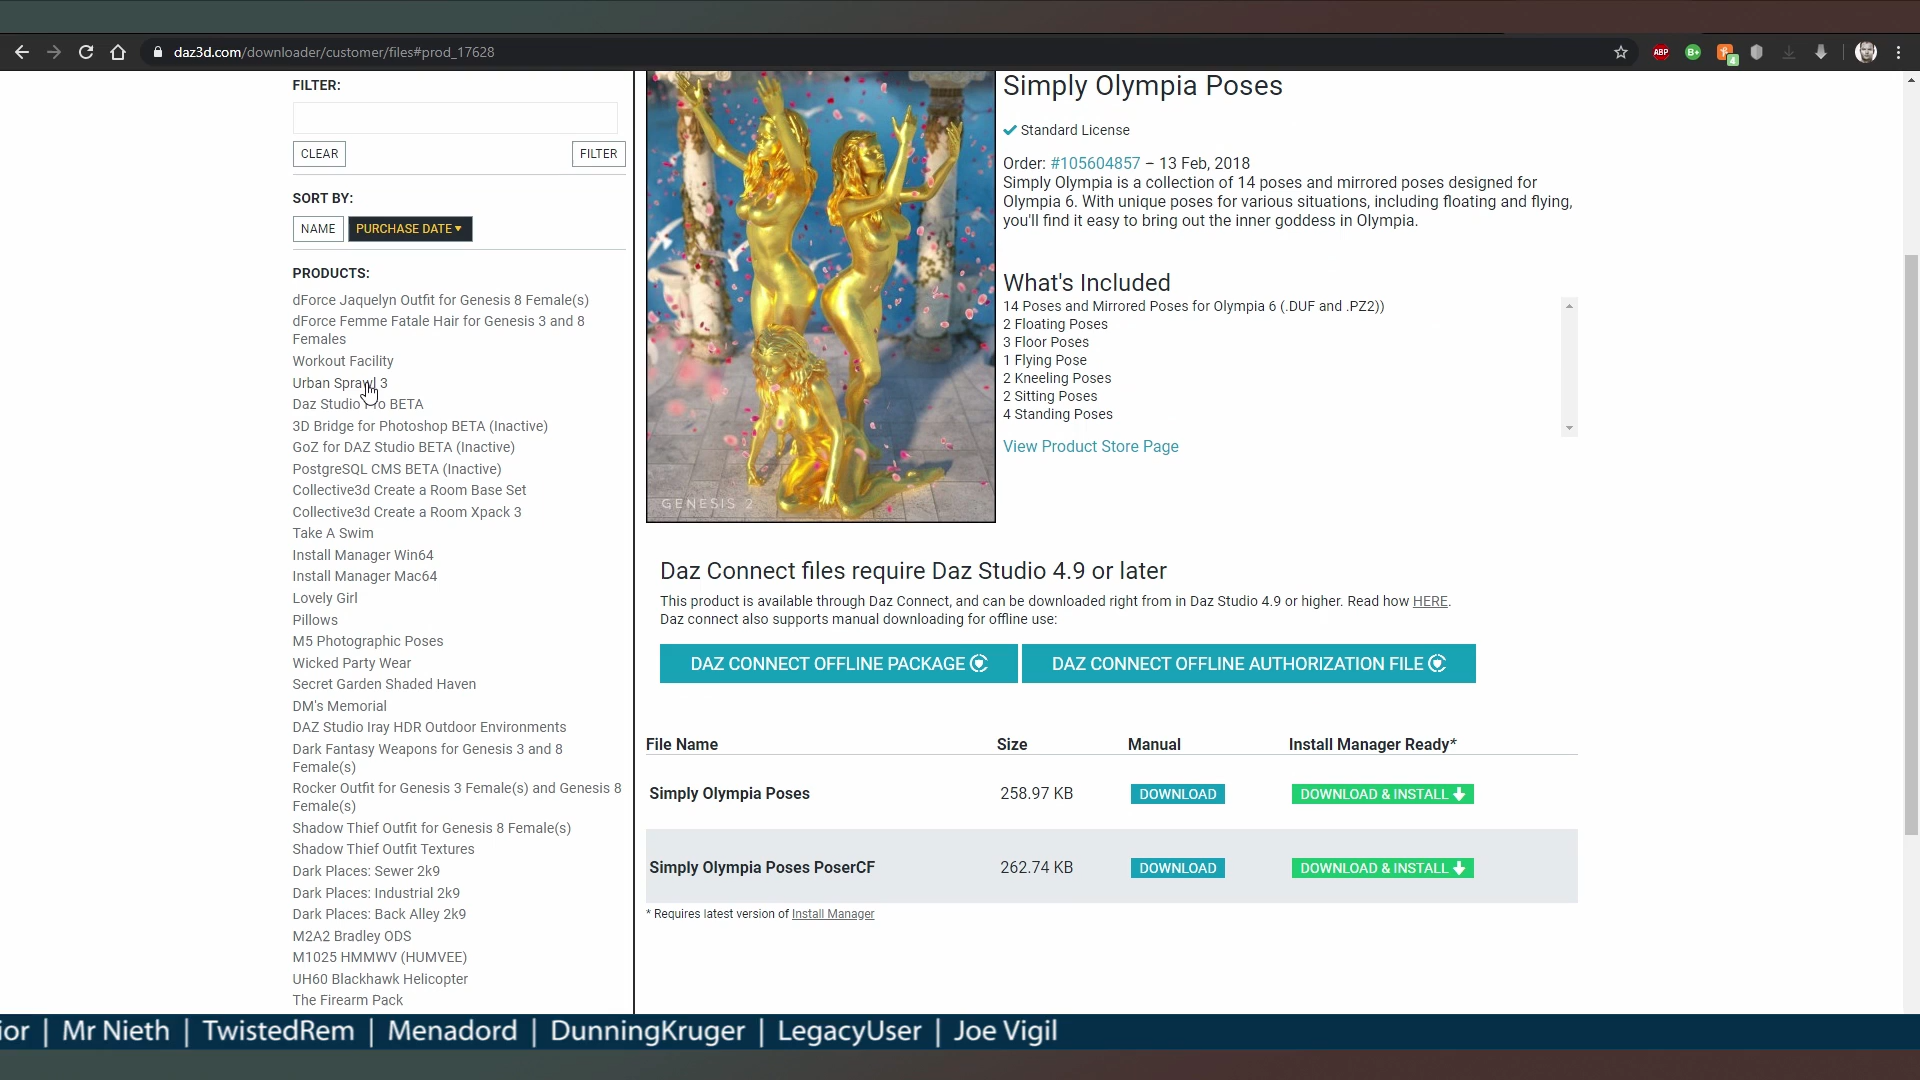 daz3d.com/downloader/customer/files#prod_17628
ABP
B+
4
FILTER:
CLEAR
FILTER
SORT BY:
NAME
PURCHASE DATE ▾
PRODUCTS:
dForce Jaquelyn Outfit for Genesis 8 Female(s)
dForce Femme Fatale Hair for Genesis 3 and 8
Females
Workout Facility
Urban Sprawl 3
Daz Studio Pro BETA
3D Bridge for Photoshop BETA (Inactive)
GoZ for DAZ Studio BETA (Inactive)
PostgreSQL CMS BETA (Inactive)
Collective3d Create a Room Base Set
Collective3d Create a Room Xpack 3
Take A Swim
Install Manager Win64
Install Manager Mac64
Lovely Girl
Pillows
M5 Photographic Poses
Wicked Party Wear
Secret Garden Shaded Haven
DM's Memorial
DAZ Studio Iray HDR Outdoor Environments
Dark Fantasy Weapons for Genesis 3 and 8
Female(s)
Rocker Outfit for Genesis 3 Female(s) and Genesis 8
Female(s)
Shadow Thief Outfit for Genesis 8 Female(s)
Shadow Thief Outfit Textures
Dark Places: Sewer 2k9
Dark Places: Industrial 2k9
Dark Places: Back Alley 2k9
M2A2 Bradley ODS
M1025 HMMWV (HUMVEE)
UH60 Blackhawk Helicopter
The Firearm Pack
GENESIS 2
Simply Olympia Poses
Standard License
Order: #105604857 – 13 Feb, 2018
Simply Olympia is a collection of 14 poses and mirrored poses designed for
Olympia 6. With unique poses for various situations, including floating and flying,
you'll find it easy to bring out the inner goddess in Olympia.
What's Included
14 Poses and Mirrored Poses for Olympia 6 (.DUF and .PZ2))
2 Floating Poses
3 Floor Poses
1 Flying Pose
2 Kneeling Poses
2 Sitting Poses
4 Standing Poses
View Product Store Page
Daz Connect files require Daz Studio 4.9 or later
This product is available through Daz Connect, and can be downloaded right from in Daz Studio 4.9 or higher. Read how HERE.
Daz connect also supports manual downloading for offline use:
DAZ CONNECT OFFLINE PACKAGE
DAZ CONNECT OFFLINE AUTHORIZATION FILE
File Name Size Manual Install Manager Ready*
Simply Olympia Poses 258.97 KB DOWNLOAD DOWNLOAD & INSTALL
Simply Olympia Poses PoserCF 262.74 KB DOWNLOAD DOWNLOAD & INSTALL
* Requires latest version of Install Manager
ior | Mr Nieth | TwistedRem | Menadord | DunningKruger | LegacyUser | Joe Vigil